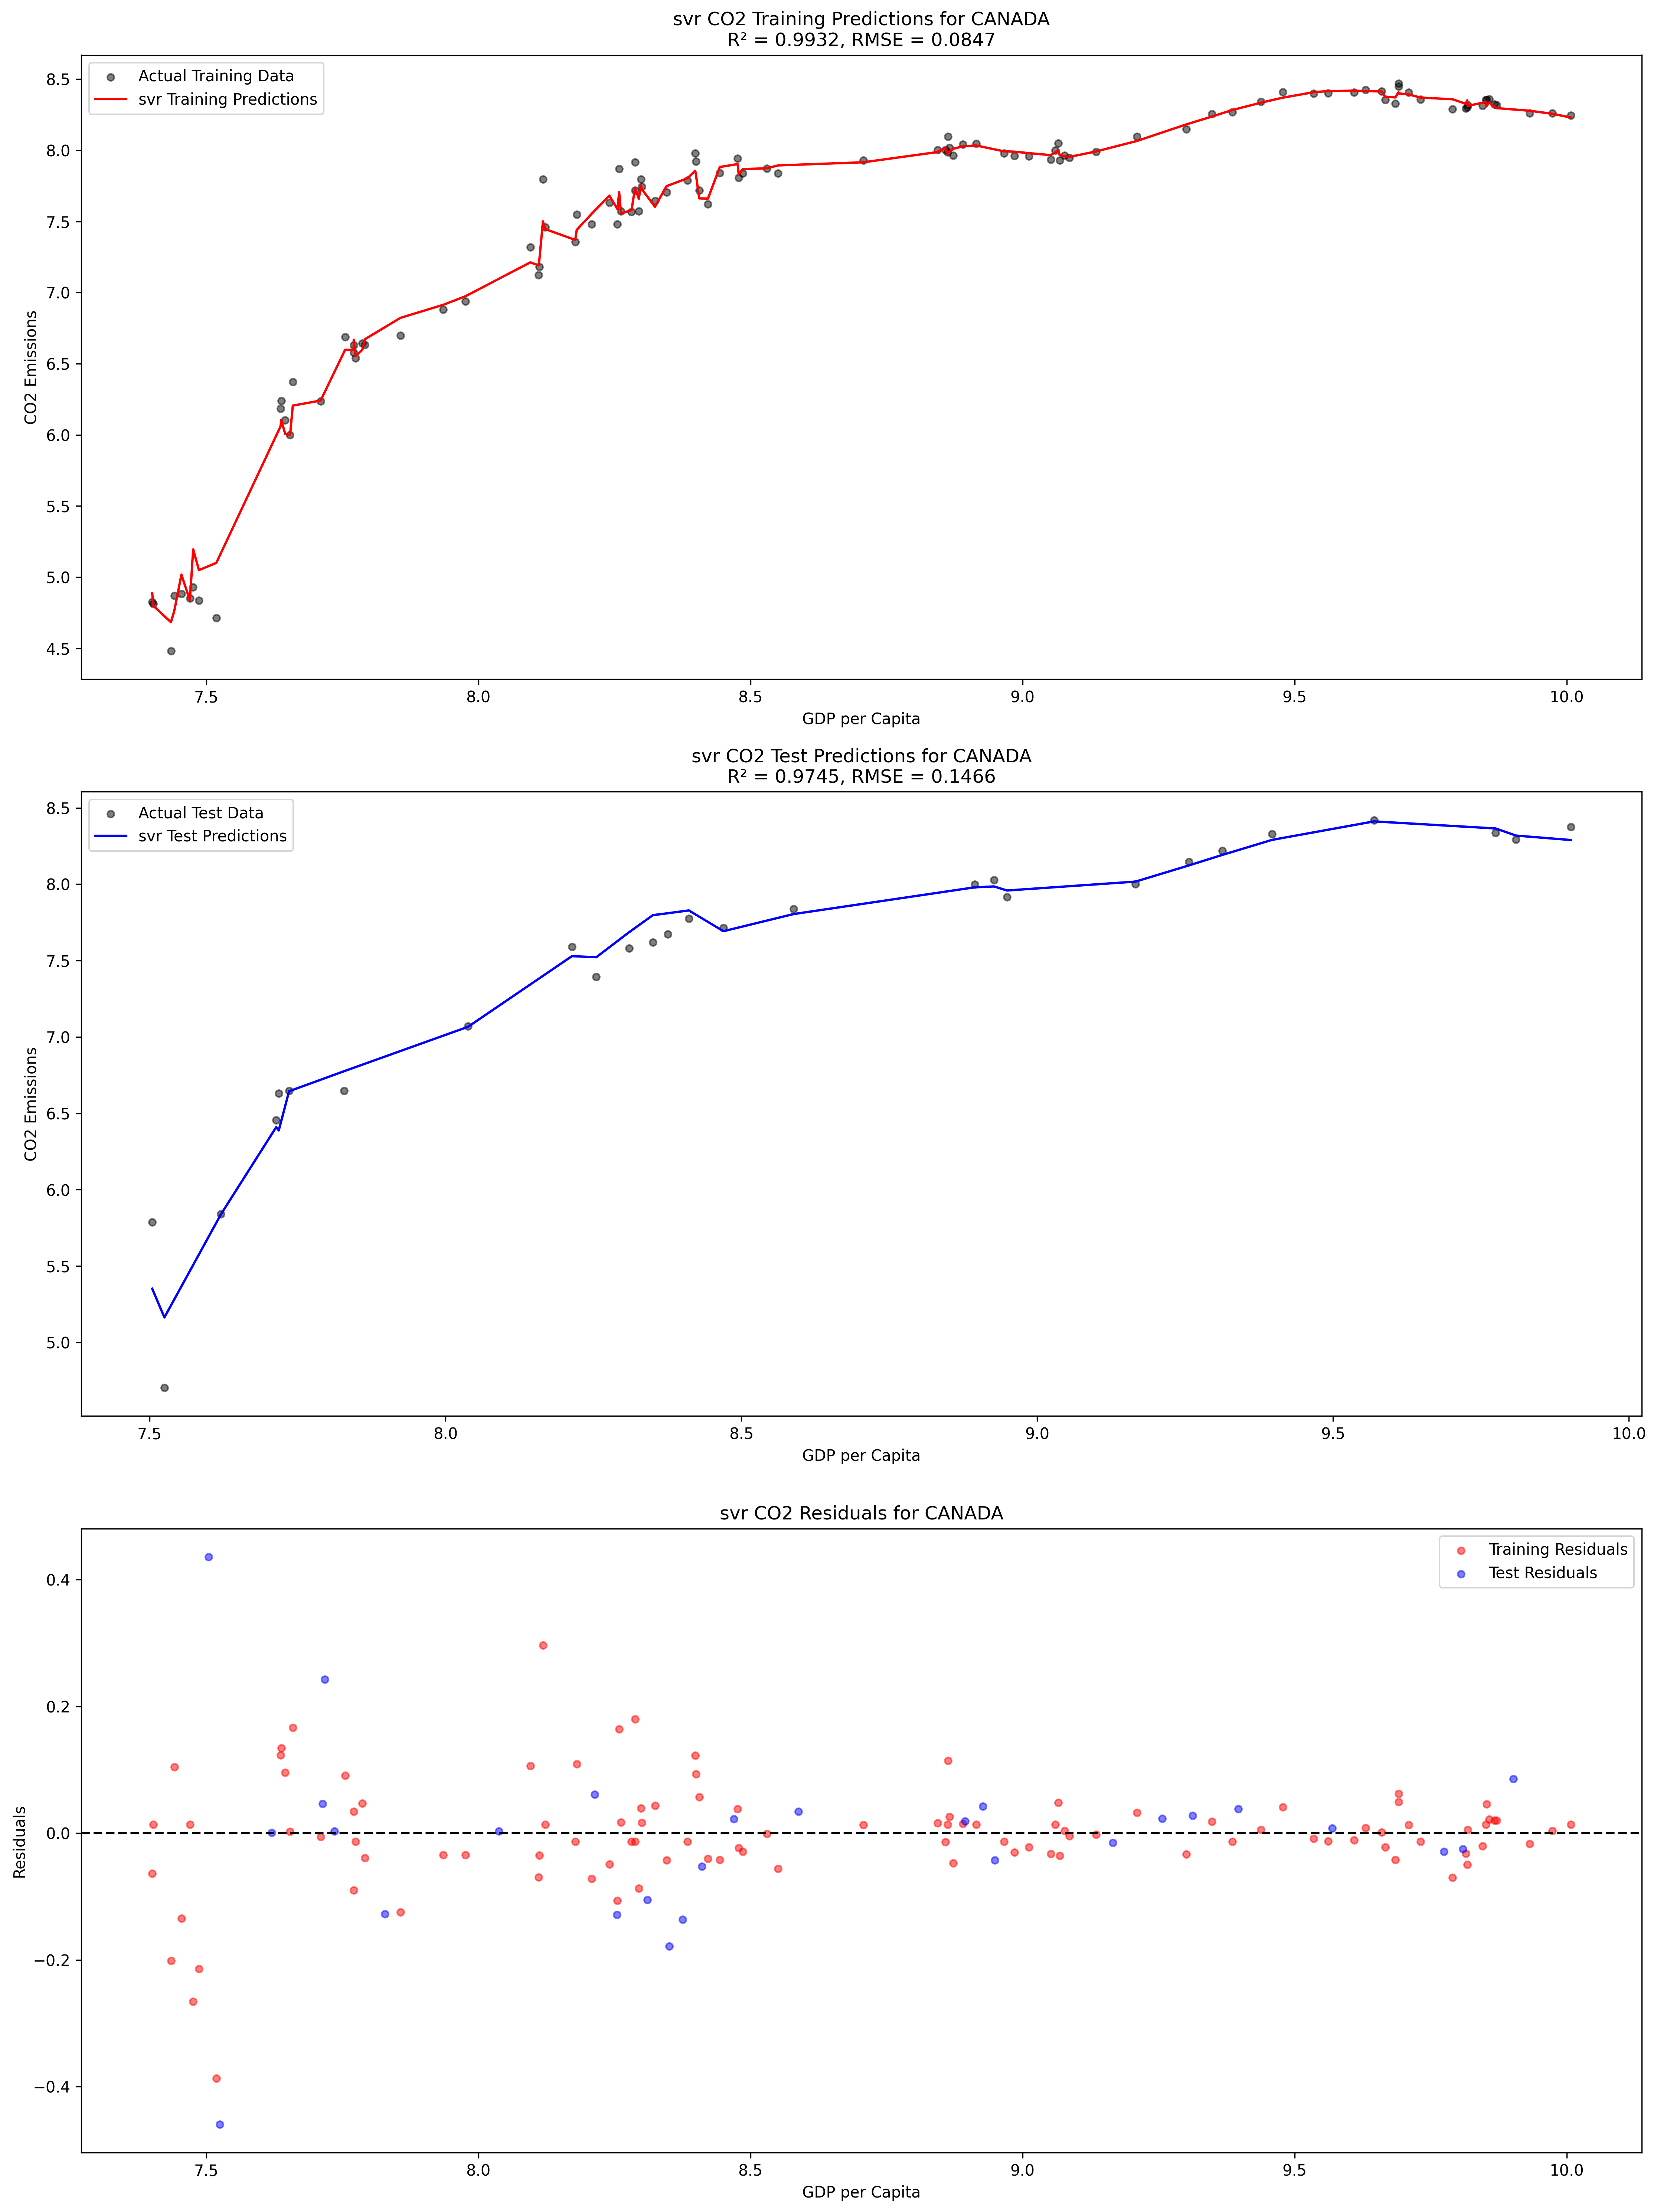 svr CO2 Training Predictions for CANADA
R² = 0.9932, RMSE = 0.0847
Actual Training Data
svr Training Predictions
8.5
8.0
7.5
7.0
6.5
6.0
5.5
5.0
4.5
CO2 Emissions
7.5 8.0 8.5 9.0 9.5 10.0
GDP per Capita
svr CO2 Test Predictions for CANADA
R² = 0.9745, RMSE = 0.1466
Actual Test Data
svr Test Predictions
8.5
8.0
7.5
7.0
6.5
6.0
5.5
5.0
CO2 Emissions
7.5 8.0 8.5 9.0 9.5 10.0
GDP per Capita
svr CO2 Residuals for CANADA
Training Residuals
Test Residuals
0.4
0.2
0.0
−0.2
−0.4
Residuals
7.5 8.0 8.5 9.0 9.5 10.0
GDP per Capita